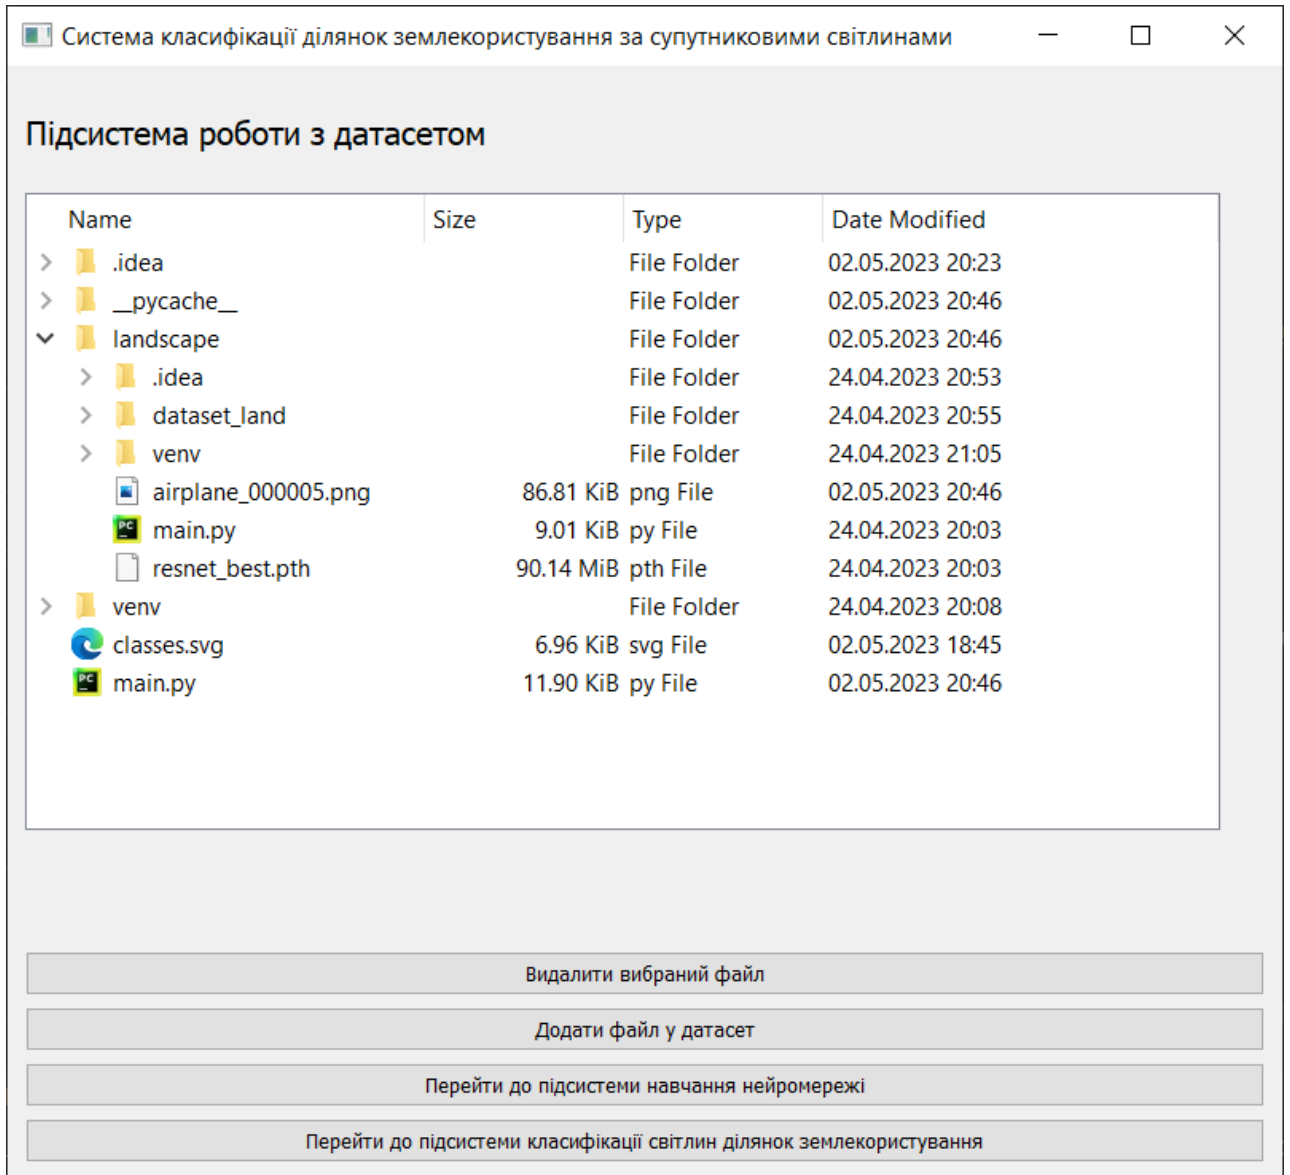 Система класифікації ділянок землекористування за супутниковими світлинами
Підсистема роботи з датасетом
Name Size Type Date Modified
.idea File Folder 02.05.2023 20:23
__pycache__ File Folder 02.05.2023 20:46
landscape File Folder 02.05.2023 20:46
.idea File Folder 24.04.2023 20:53
dataset_land File Folder 24.04.2023 20:55
venv File Folder 24.04.2023 21:05
airplane_000005.png 86.81 KiB png File 02.05.2023 20:46
main.py 9.01 KiB py File 24.04.2023 20:03
resnet_best.pth 90.14 MiB pth File 24.04.2023 20:03
venv File Folder 24.04.2023 20:08
classes.svg 6.96 KiB svg File 02.05.2023 18:45
main.py 11.90 KiB py File 02.05.2023 20:46
Видалити вибраний файл
Додати файл у датасет
Перейти до підсистеми навчання нейромережі
Перейти до підсистеми класифікації світлин ділянок землекористування